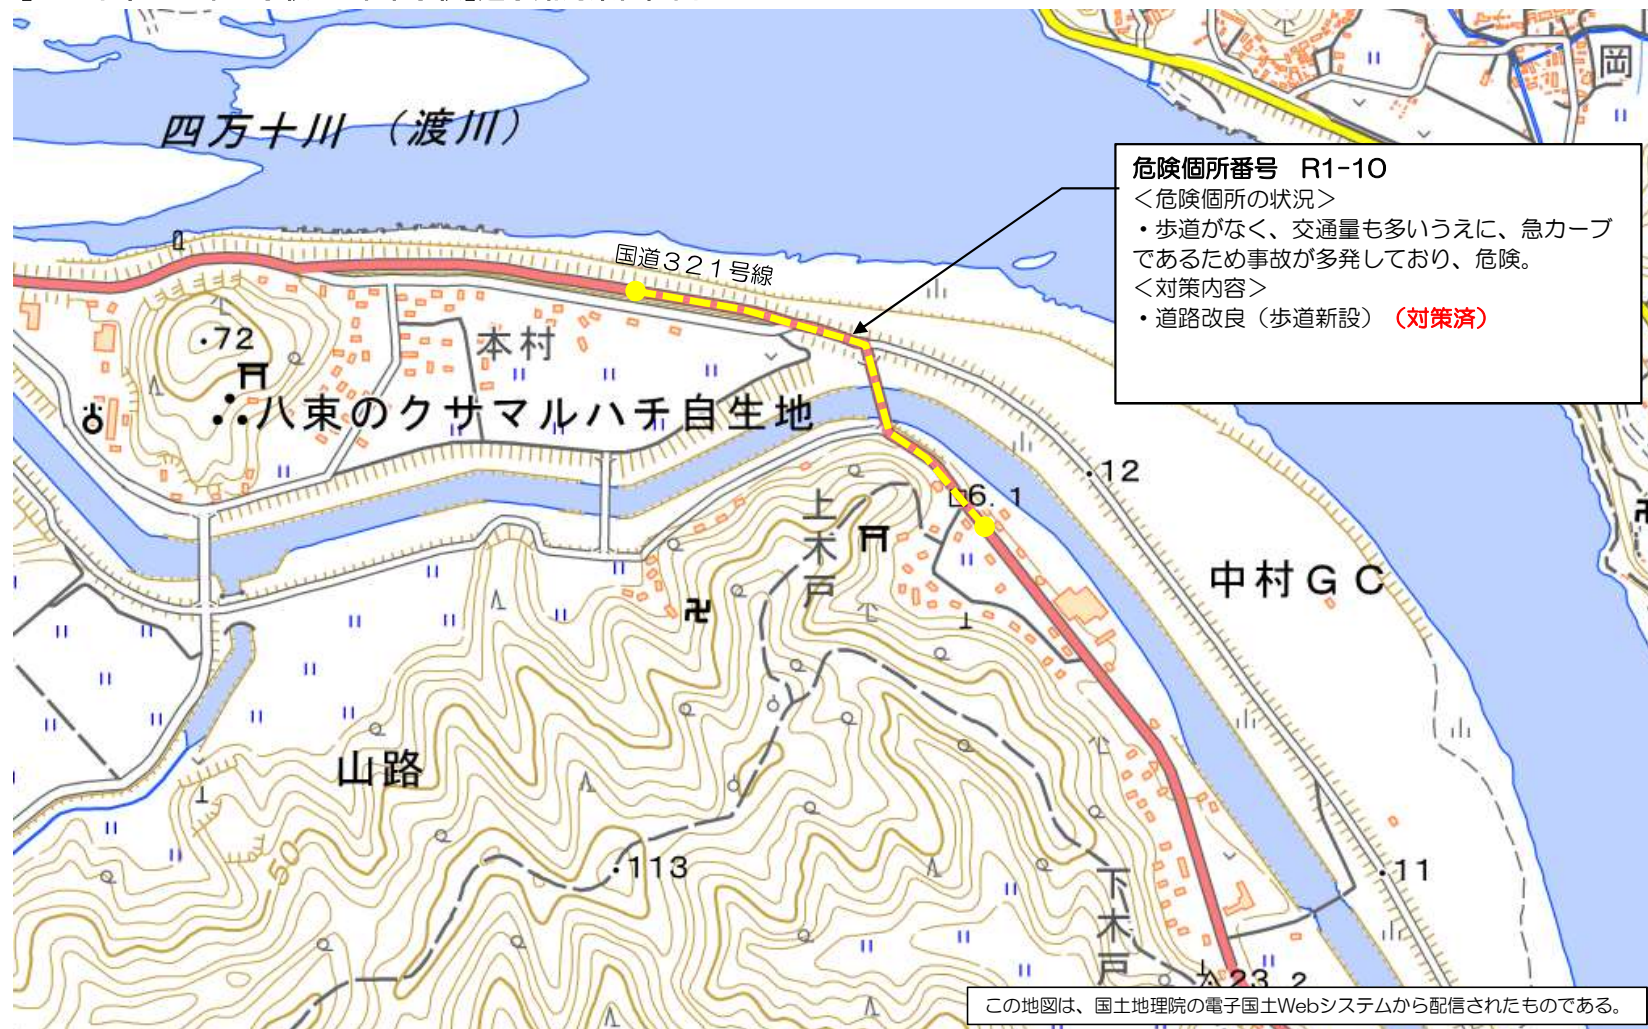 四万十川（渡川）
岡
危険個所番号　R1-10
＜危険個所の状況＞
・歩道がなく、交通量も多いうえに、急カーブ
であるため事故が多発しており、危険。
＜対策内容＞
・道路改良（歩道新設）（対策済）
国道３２１号線
72
本村
八束のクサマルハチ自生地
12
6.1
上木戸
中村ＧＣ
山路
50
113
11
下木戸
23.2
この地図は、国土地理院の電子国土Webシステムから配信されたものである。